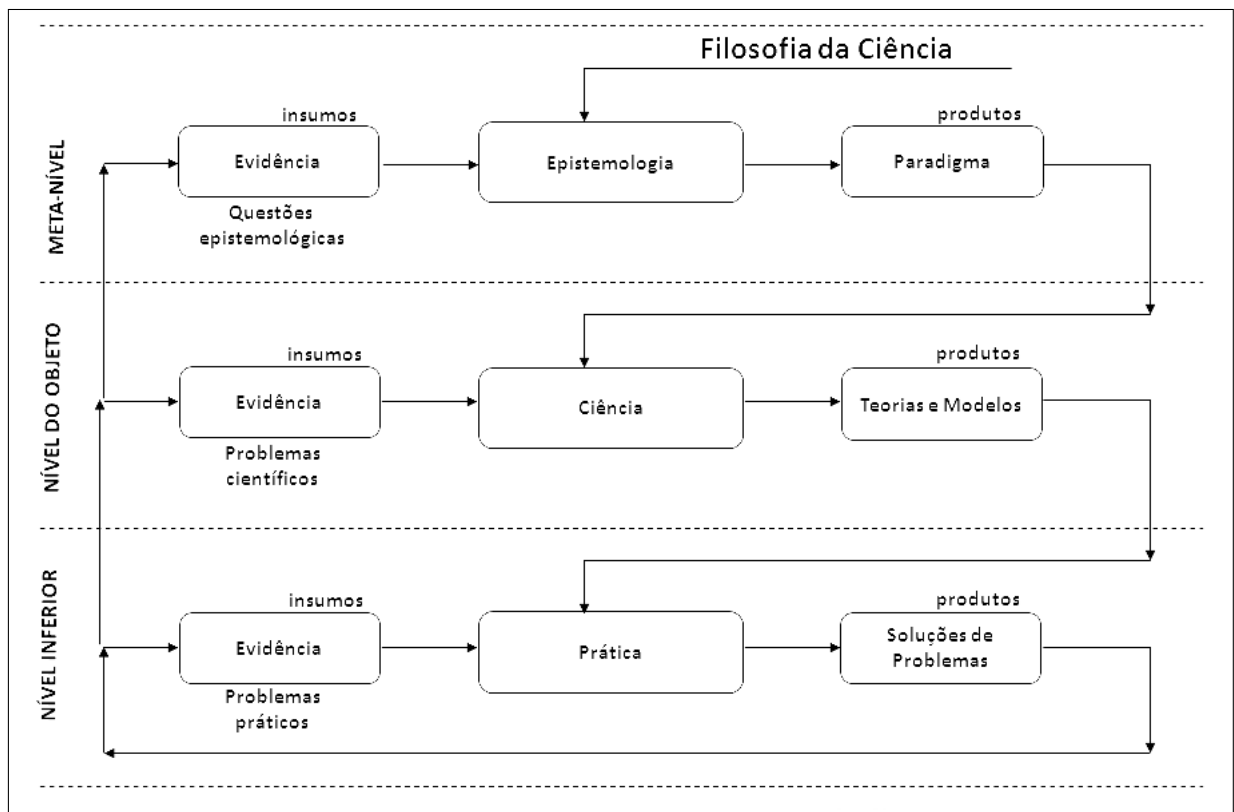 Filosofia da Ciência
META-NÍVEL
insumos
produtos
Evidência
Epistemologia
Paradigma
Questões
epistemológicas
NÍVEL DO OBJETO
insumos
produtos
Evidência
Ciência
Teorias e Modelos
Problemas
científicos
NÍVEL INFERIOR
insumos
produtos
Evidência
Prática
Soluções de
Problemas
Problemas
práticos